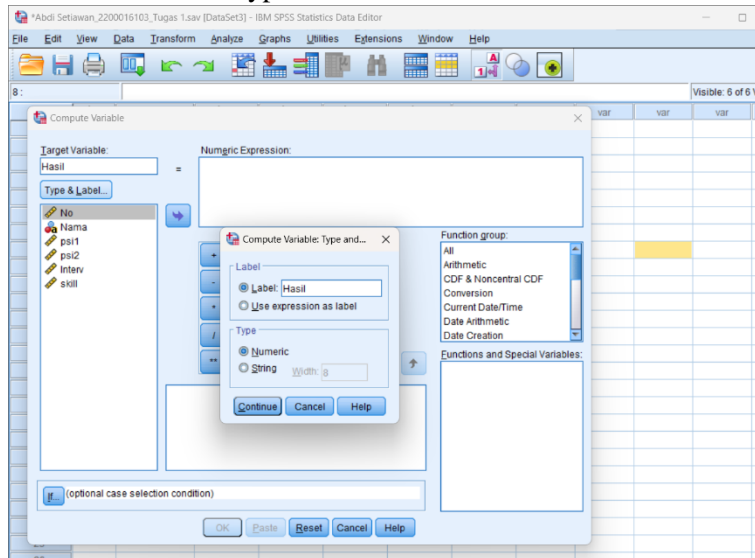 *Abdi Setiawan_2200016103_Tugas 1.sav [DataSet3] - IBM SPSS Statistics Data Editor
File Edit View Data Transform Analyze Graphs Utilities Extensions Window Help
8 :
Visible: 6 of 6
var var var
Compute Variable
Target Variable:
Numeric Expression:
Hasil
=
Type & Label...
No
Nama
psi1
psi2
Interv
skill
Compute Variable: Type and...
Label
Label: Hasil
Use expression as label
Type
Numeric
String Width: 8
Continue Cancel Help
+
-
*
/
**
Function group:
All
Arithmetic
CDF & Noncentral CDF
Conversion
Current Date/Time
Date Arithmetic
Date Creation
Functions and Special Variables:
If... (optional case selection condition)
OK Paste Reset Cancel Help